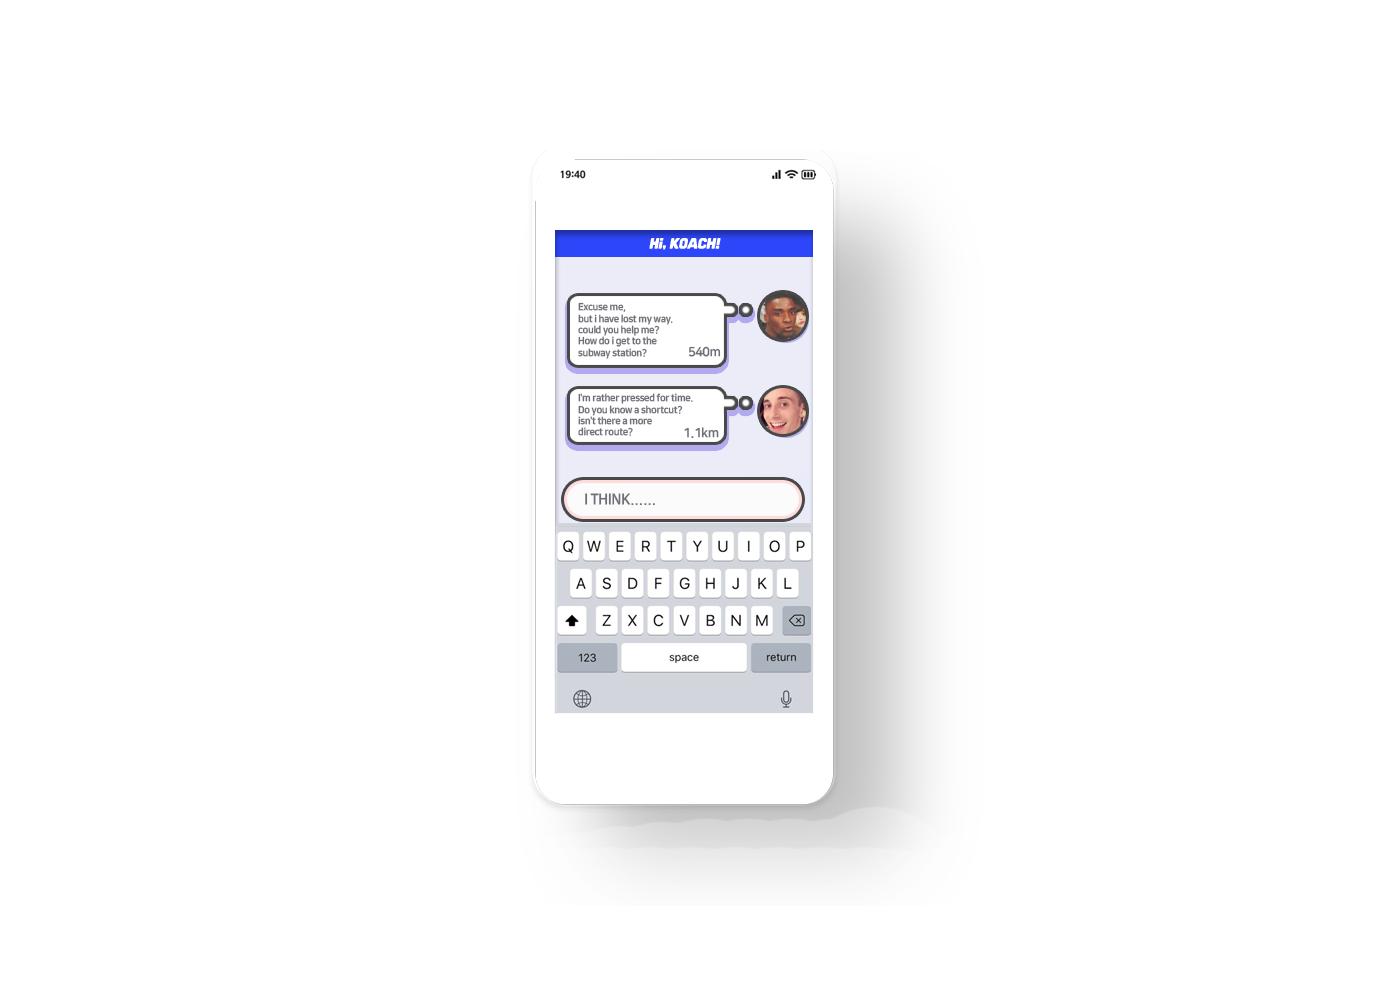 19:40
Hi, KOACH!
Excuse me,
but i have lost my way.
could you help me?
How do i get to the
subway station?
540m
I'm rather pressed for time.
Do you know a shortcut?
isn't there a more
direct route?
1.1km
I THINK......
Q W E R T Y U I O P
A S D F G H J K L
Z X C V B N M
123 space return